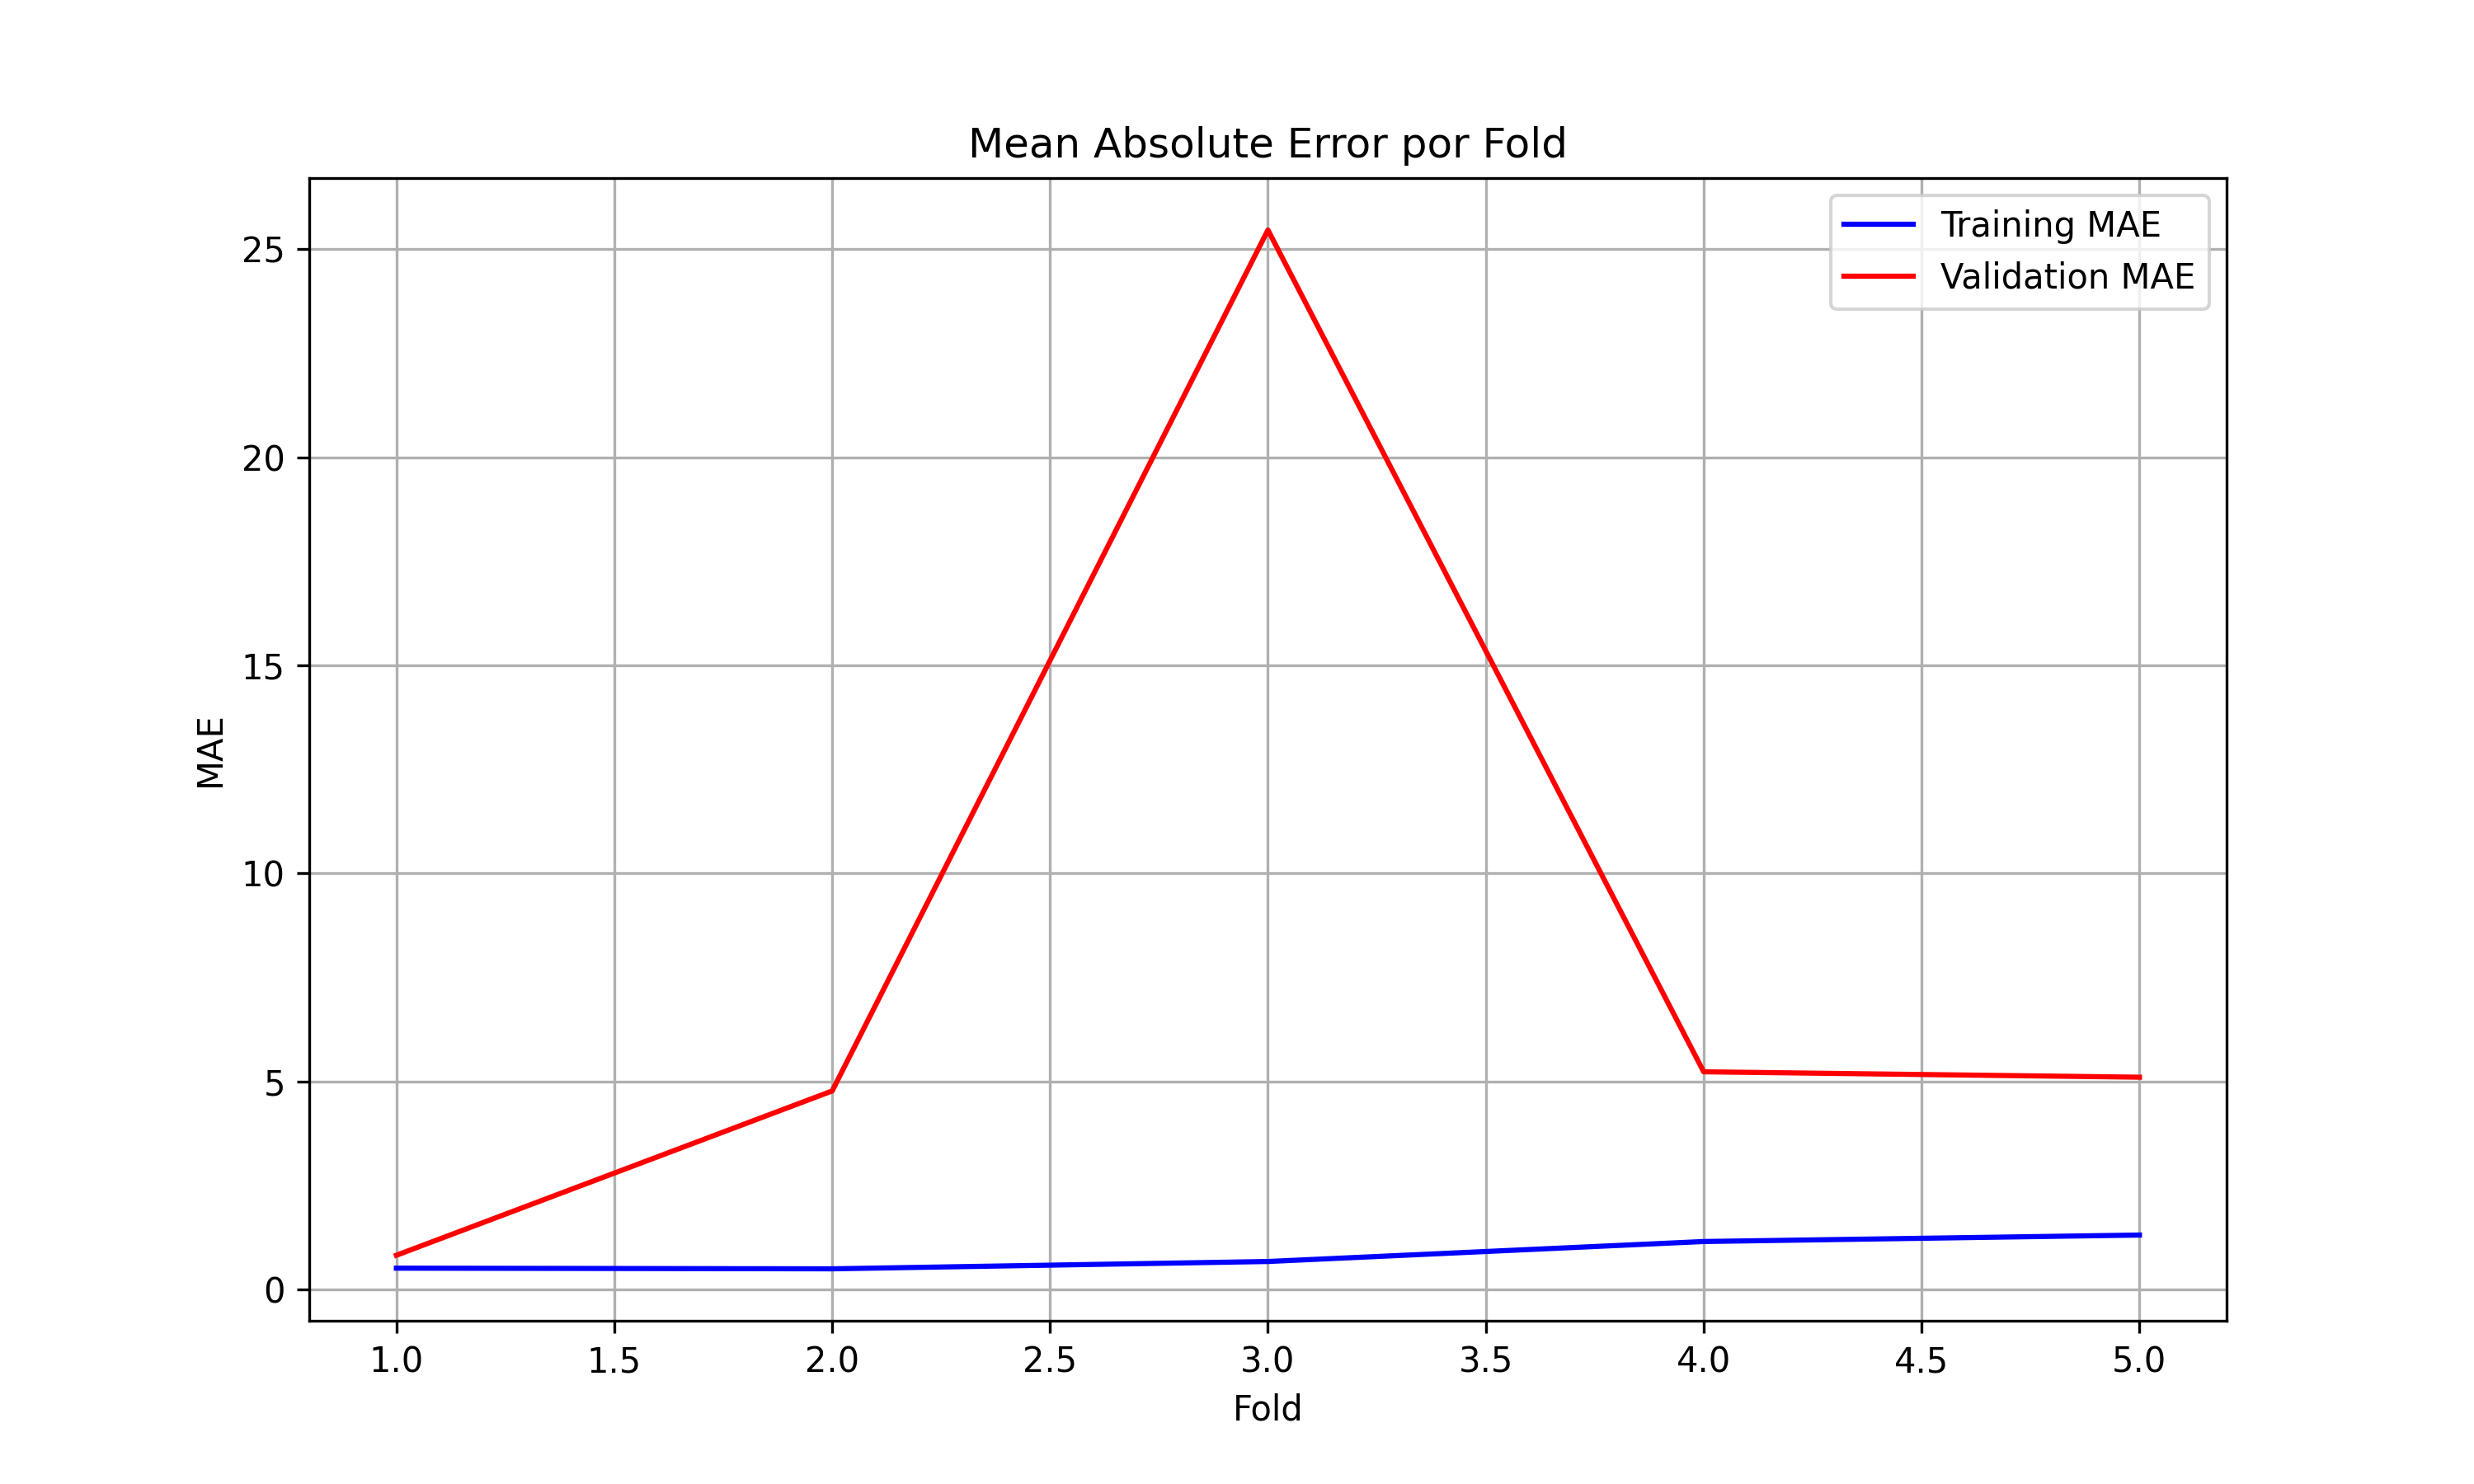 Mean Absolute Error por Fold
Training MAE
Validation MAE
25
20
15
10
5
0
MAE
1.0 1.5 2.0 2.5 3.0 3.5 4.0 4.5 5.0
Fold